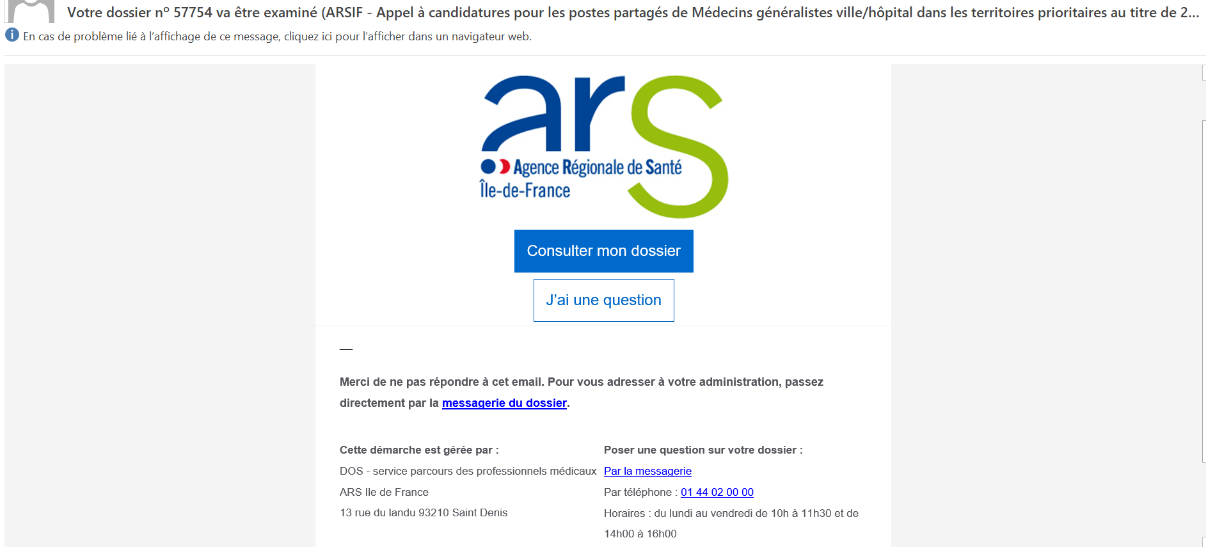 Votre dossier nº 57754 va être examiné (ARSIF - Appel à candidatures pour les postes partagés de Médecins généralistes ville/hôpital dans les territoires prioritaires au titre de 2...
En cas de problème lié à l'affichage de ce message, cliquez ici pour l'afficher dans un navigateur web.
ars
Agence Régionale de Santé
Île-de-France
Consulter mon dossier
J'ai une question
—
Merci de ne pas répondre à cet email. Pour vous adresser à votre administration, passez
directement par la messagerie du dossier.
Cette démarche est gérée par :
DOS - service parcours des professionnels médicaux
ARS Ile de France
13 rue du landu 93210 Saint Denis
Poser une question sur votre dossier :
Par la messagerie
Par téléphone : 01 44 02 00 00
Horaires : du lundi au vendredi de 10h à 11h30 et de
14h00 à 16h00